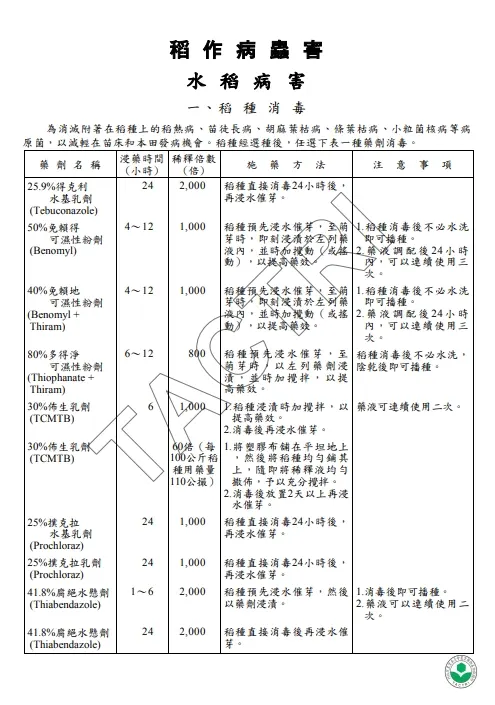 稻作病蟲害
水稻病害
一、稻種消毒
為消滅附著在稻種上的稻熱病、苗徒長病、胡麻葉枯病、條葉枯病、小粒菌核病等病
原菌，以減輕在苗床和本田發病機會。稻種經選種後，任選下表一種藥劑消毒。
藥劑名稱 浸藥時間（小時） 稀釋倍數（倍） 施藥方法 注意事項
25.9%得克利 24 2,000 稻種直接消毒24小時後，
水基乳劑 再浸水催芽。
(Tebuconazole)
50%免賴得 4～12 1,000 稻種預先浸水催芽，至萌 1.稻種消毒後不必水洗
可濕性粉劑 芽時，即刻浸漬於左列藥 即可播種。
(Benomyl) 液內，並時加攪動（或搖 2.藥液調配後24小時
動），以提高藥效。 內，可以連續使用三
次。
40%免賴地 4～12 1,000 稻種預先浸水催芽，至萌 1.稻種消毒後不必水洗
可濕性粉劑 芽時，即刻浸漬於左列藥 即可播種。
(Benomyl + 液內，並時加攪動（或搖 2.藥液調配後24小時
Thiram) 動），以提高藥效。 內，可以連續使用三
次。
80%多得淨 6～12 800 稻種預先浸水催芽，至 稻種消毒後不必水洗，
可濕性粉劑 萌芽時，以左列藥劑浸 陰乾後即可播種。
(Thiophanate + 漬，並時加攪拌，以提
Thiram) 高藥效。
30%佈生乳劑 6 1,000 1.稻種浸漬時加攪拌，以 藥液可連續使用二次。
(TCMTB) 提高藥效。
2.消毒後再浸水催芽。
30%佈生乳劑 60倍（每 1.將塑膠布舖在平坦地上
(TCMTB) 100公斤稻 ，然後將稻種均勻鋪其
種用藥量 上，隨即將稀釋液均勻
110公撮） 撒佈，予以充分攪拌。
2.消毒後放置2天以上再浸
水催芽。
25%撲克拉 24 1,000 稻種直接消毒24小時後，
水基乳劑 再浸水催芽。
(Prochloraz)
25%撲克拉乳劑 24 1,000 稻種直接消毒24小時後，
(Prochloraz) 再浸水催芽。
41.8%腐絕水懸劑 1～6 2,000 稻種預先浸水催芽，然後 1.消毒後即可播種。
(Thiabendazole) 以藥劑浸漬。 2.藥液可以連續使用二
次。
41.8%腐絕水懸劑 24 2,000 稻種直接消毒後再浸水催
(Thiabendazole) 芽。
TACTRI